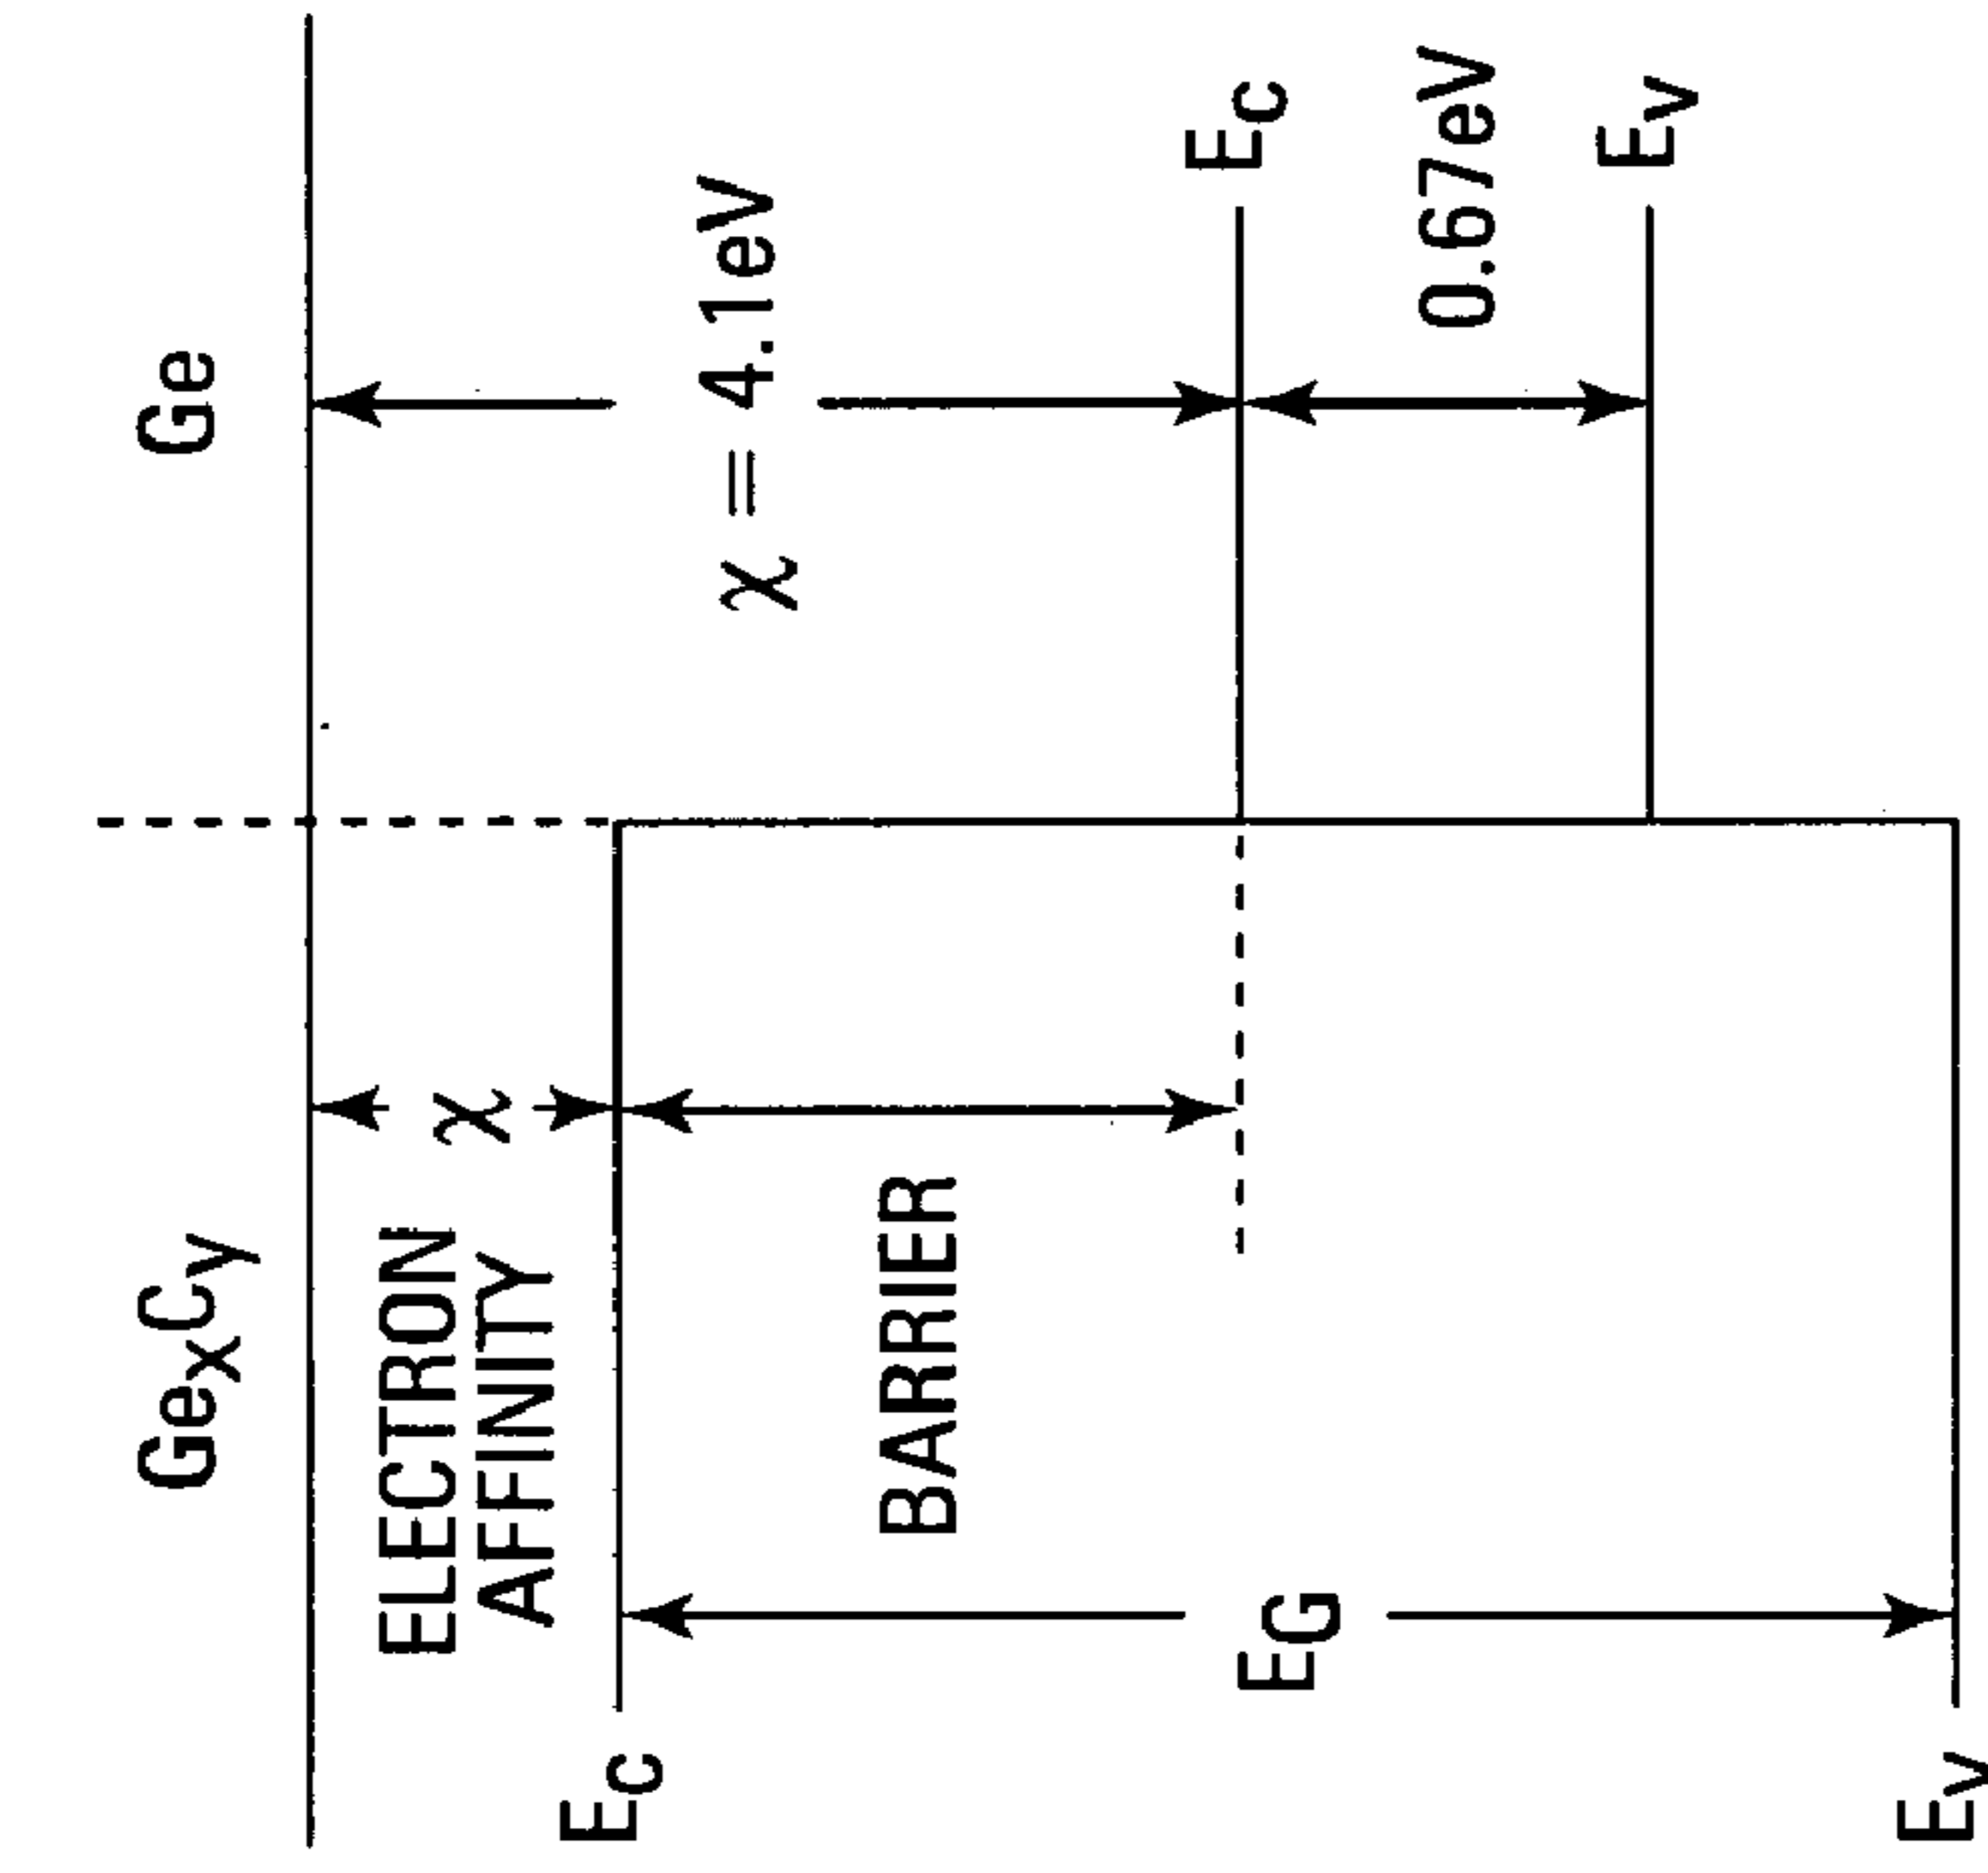 GexCy
Ge
ELECTRON
AFFINITY
χ
χ = 4.1eV
Ec
BARRIER
Ec
EG
0.67eV
Ev
Ev